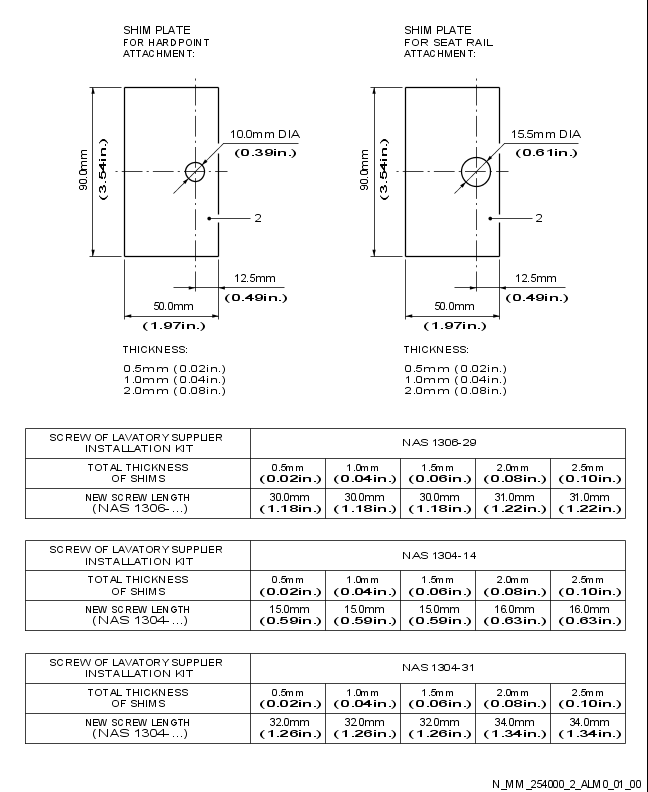 SHIM PLATE
FOR HARDPOINT
ATTACHMENT:
10.0mm DIA
(0.39in.)
90.0mm
(3.54in.)
2
12.5mm
(0.49in.)
50.0mm
(1.97in.)
THICKNESS:
0.5mm (0.02in.)
1.0mm (0.04in.)
2.0mm (0.08in.)
SHIM PLATE
FOR SEAT RAIL
ATTACHMENT:
15.5mm DIA
(0.61in.)
90.0mm
(3.54in.)
2
12.5mm
(0.49in.)
50.0mm
(1.97in.)
THICKNESS:
0.5mm (0.02in.)
1.0mm (0.04in.)
2.0mm (0.08in.)
SCREW OF LAVATORY SUPPLIER
INSTALLATION KIT
NAS 1306-29
TOTAL THICKNESS 0.5mm 1.0mm 1.5mm 2.0mm 2.5mm
OF SHIMS (0.02in.) (0.04in.) (0.06in.) (0.08in.) (0.10in.)
NEW SCREW LENGTH 30.0mm 30.0mm 30.0mm 31.0mm 31.0mm
(NAS 1306-...) (1.18in.) (1.18in.) (1.18in.) (1.22in.) (1.22in.)
SCREW OF LAVATORY SUPPLIER
INSTALLATION KIT
NAS 1304-14
TOTAL THICKNESS 0.5mm 1.0mm 1.5mm 2.0mm 2.5mm
OF SHIMS (0.02in.) (0.04in.) (0.06in.) (0.08in.) (0.10in.)
NEW SCREW LENGTH 15.0mm 15.0mm 15.0mm 16.0mm 16.0mm
(NAS 1304-...) (0.59in.) (0.59in.) (0.59in.) (0.63in.) (0.63in.)
SCREW OF LAVATORY SUPPLIER
INSTALLATION KIT
NAS 1304-31
TOTAL THICKNESS 0.5mm 1.0mm 1.5mm 2.0mm 2.5mm
OF SHIMS (0.02in.) (0.04in.) (0.06in.) (0.08in.) (0.10in.)
NEW SCREW LENGTH 32.0mm 32.0mm 32.0mm 34.0mm 34.0mm
(NAS 1304-...) (1.26in.) (1.26in.) (1.26in.) (1.34in.) (1.34in.)
N_MM_254000_2_ALM0_01_00